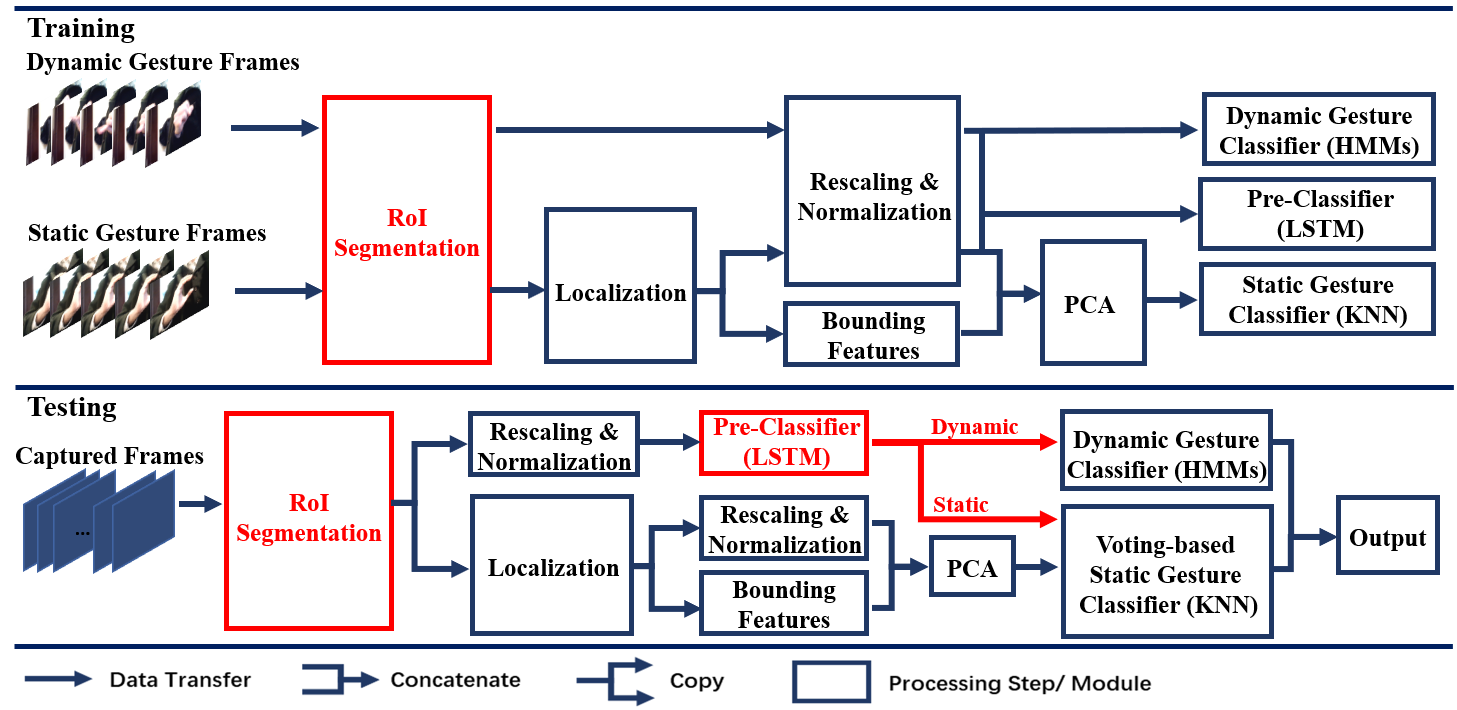 Training
Dynamic Gesture Frames
Static Gesture Frames
RoI
Segmentation
Localization
Rescaling &
Normalization
Bounding
Features
PCA
Dynamic Gesture
Classifier (HMMs)
Pre-Classifier
(LSTM)
Static Gesture
Classifier (KNN)
Testing
Captured Frames
...
RoI
Segmentation
Rescaling &
Normalization
Localization
Pre-Classifier
(LSTM)
Rescaling &
Normalization
Bounding
Features
Dynamic
Static
PCA
Dynamic Gesture
Classifier (HMMs)
Voting-based
Static Gesture
Classifier (KNN)
Output
Data Transfer
Concatenate
Copy
Processing Step/ Module